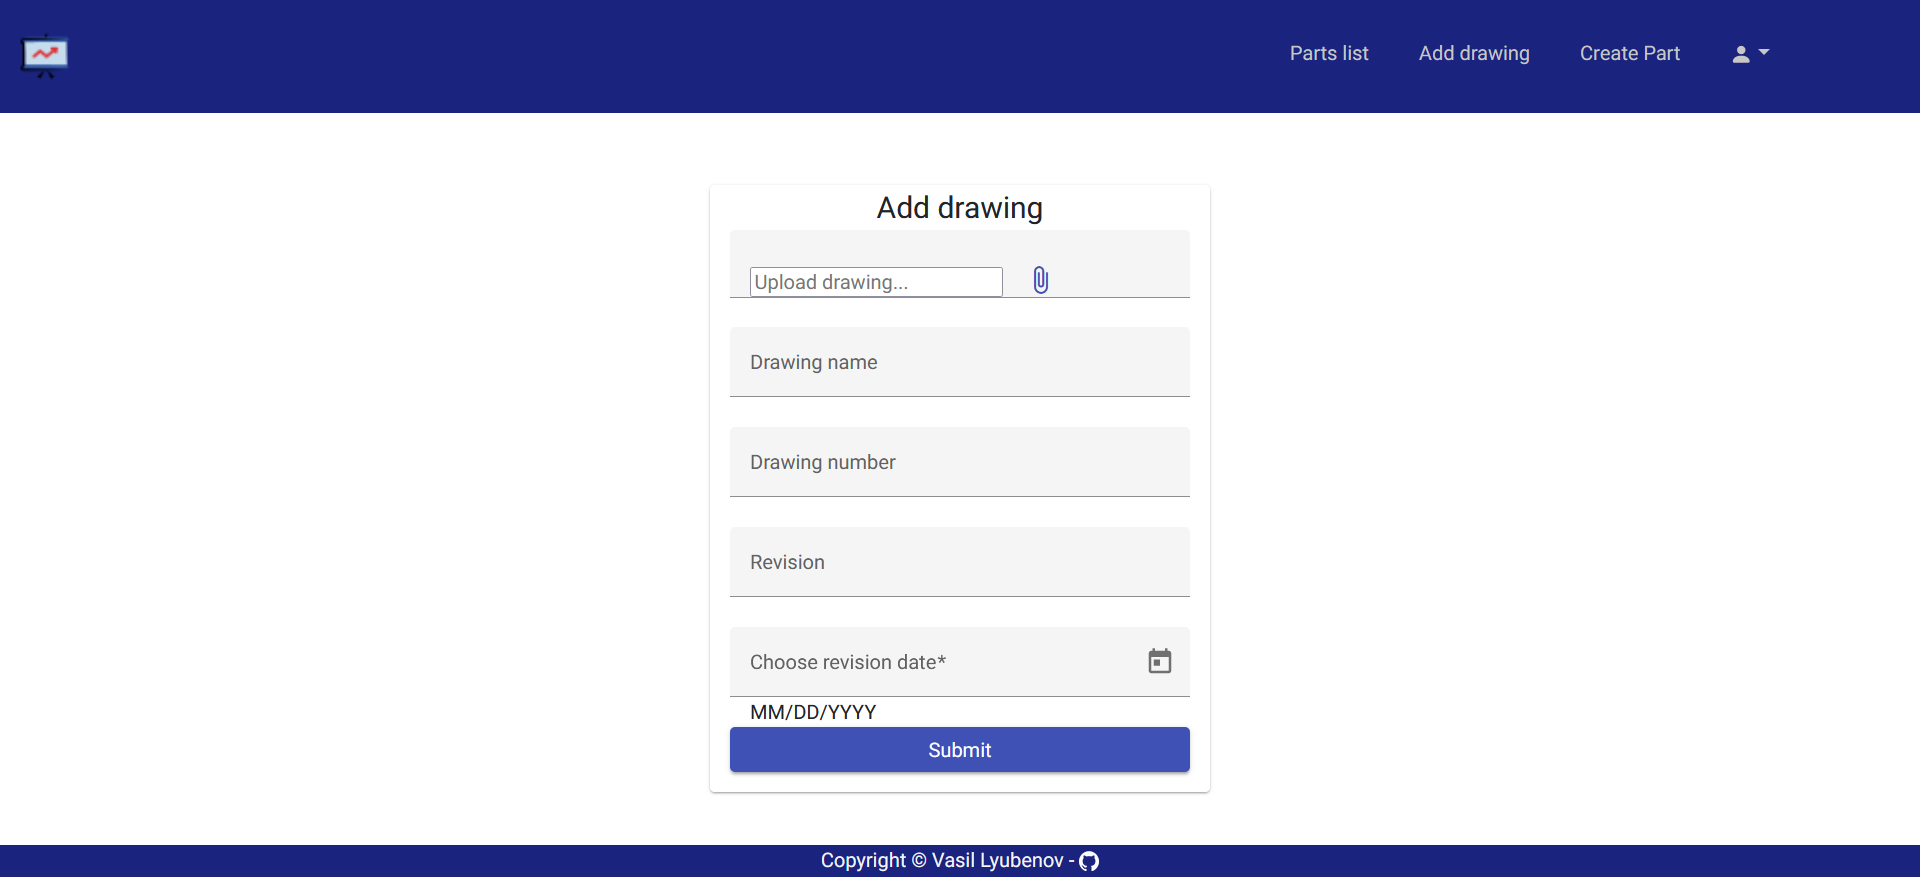 Parts list
Add drawing
Create Part
Add drawing
Upload drawing...
Drawing name
Drawing number
Revision
Choose revision date*
MM/DD/YYYY
Submit
Copyright © Vasil Lyubenov -